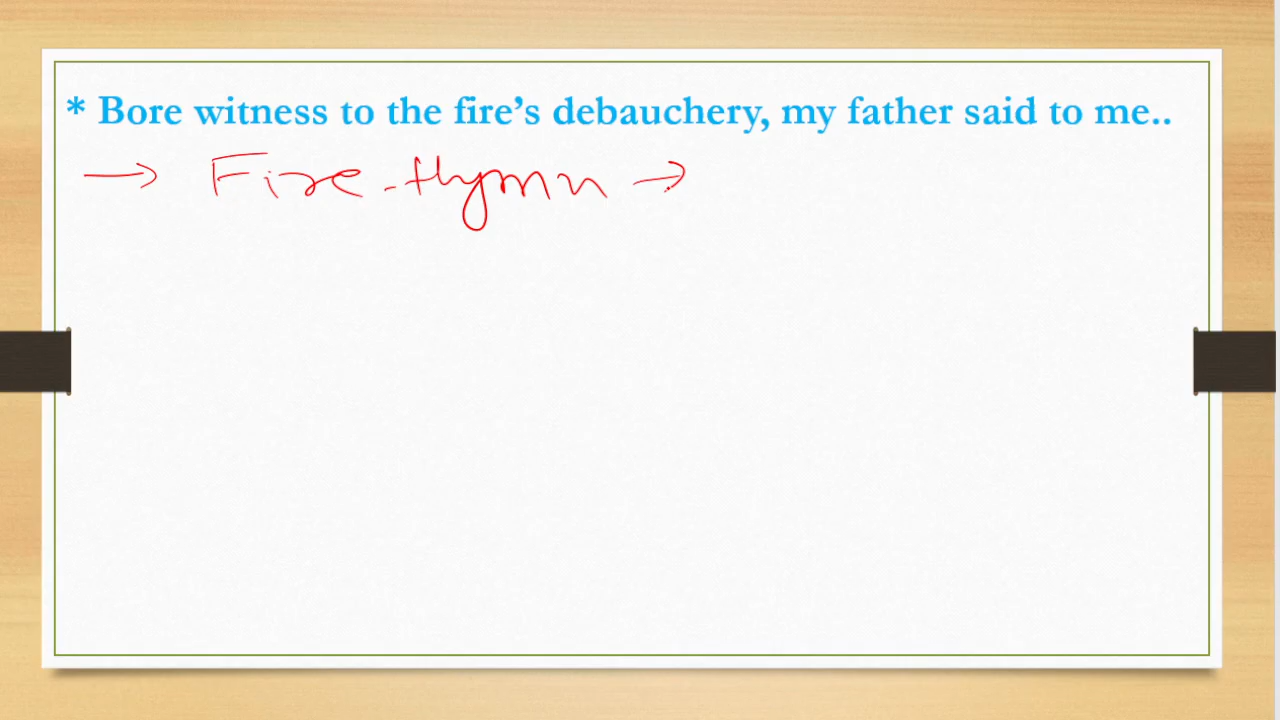 * Bore witness to the fire's debauchery, my father said to me..
→ Fire-Hymn →